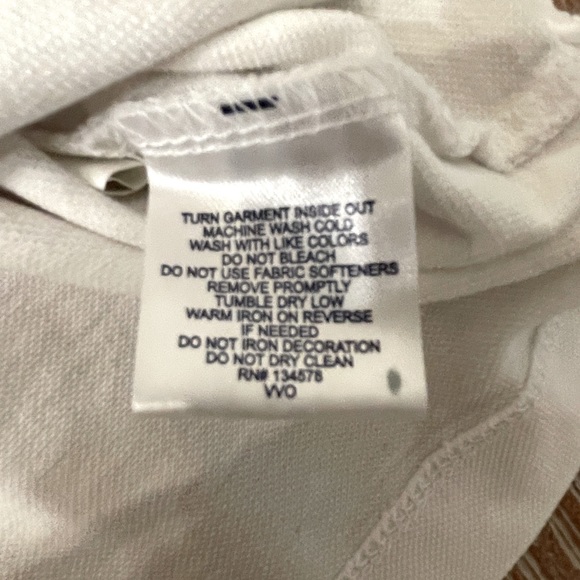 TURN GARMENT INSIDE OUT
MACHINE WASH COLD
WASH WITH LIKE COLORS
DO NOT BLEACH
DO NOT USE FABRIC SOFTENERS
REMOVE PROMPTLY
TUMBLE DRY LOW
WARM IRON ON REVERSE
IF NEEDED
DO NOT IRON DECORATION
DO NOT DRY CLEAN
RN# 134578
VVO